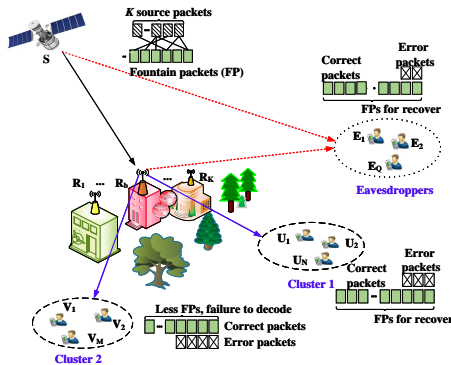 K source packets
S
Fountain packets (FP)
Error
packets
Correct
packets
FPs for recover
E1
E2
EQ
Eavesdroppers
R1 ... Rb ... RK
U1
U2
UN
Cluster 1
Error
packets
Correct
packets
FPs for recover
V1
V2
VM
Cluster 2
Less FPs, failure to decode
Correct packets
Error packets